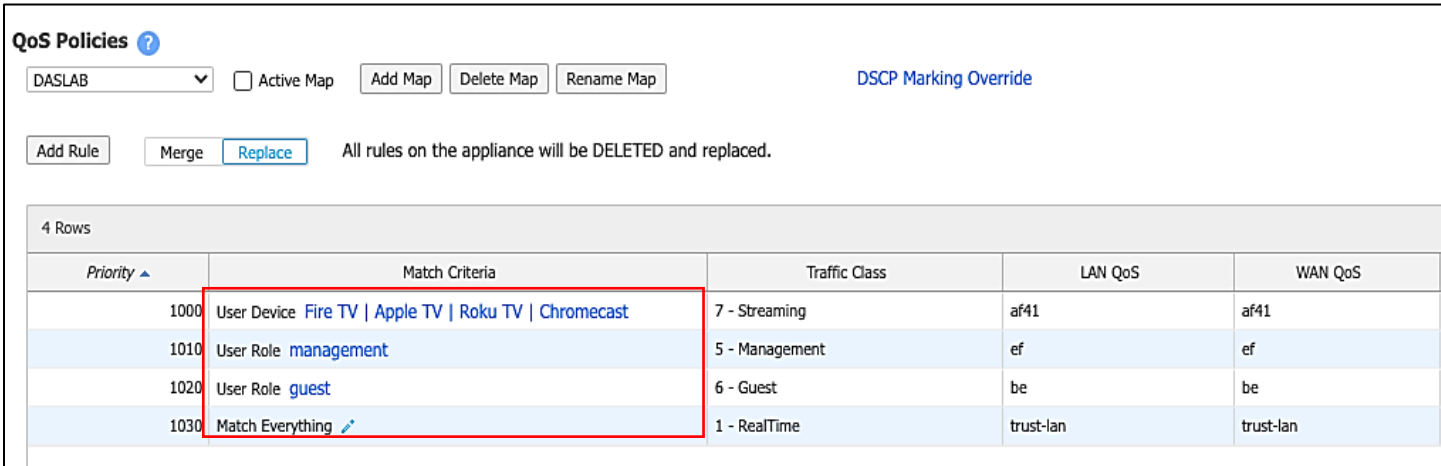 QoS Policies ?
DASLAB Active Map Add Map Delete Map Rename Map DSCP Marking Override
Add Rule Merge Replace All rules on the appliance will be DELETED and replaced.
4 Rows
Priority Match Criteria Traffic Class LAN QoS WAN QoS
1000 User Device Fire TV | Apple TV | Roku TV | Chromecast 7 - Streaming af41 af41
1010 User Role management 5 - Management ef ef
1020 User Role guest 6 - Guest be be
1030 Match Everything 1 - RealTime trust-lan trust-lan